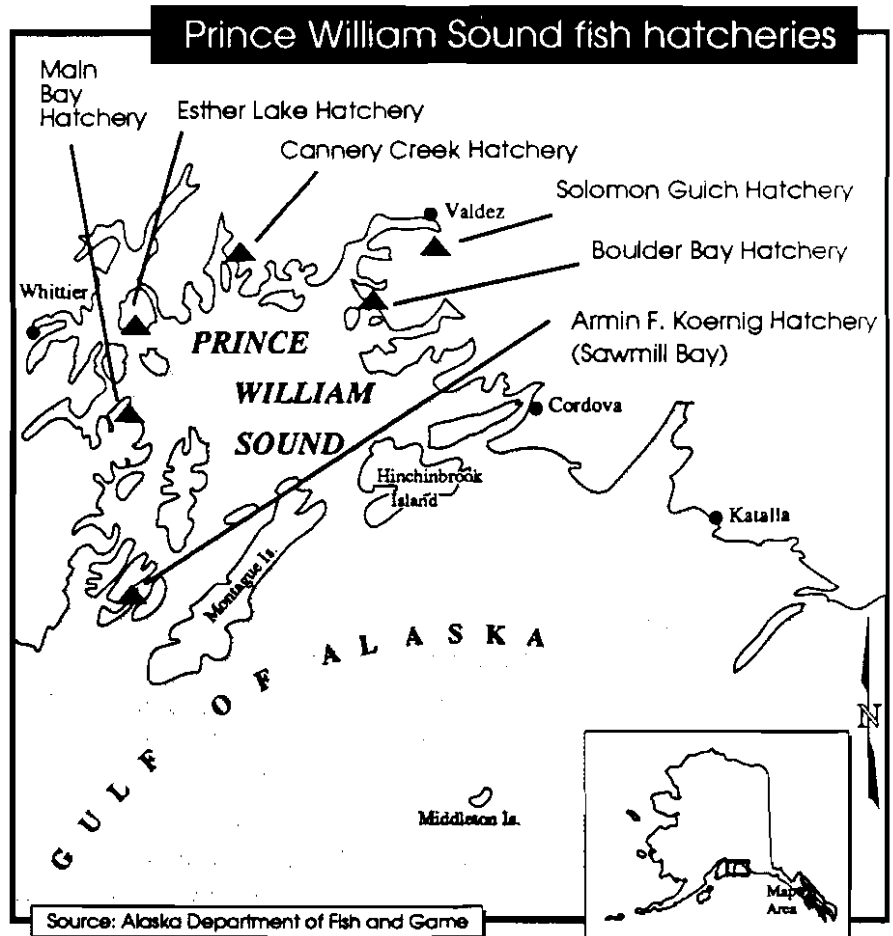 Prince William Sound fish hatcheries
Main
Bay
Hatchery
Esther Lake Hatchery
Cannery Creek Hatchery
Solomon Gulch Hatchery
Valdez
Boulder Bay Hatchery
Whittier
Armin F. Koernig Hatchery
(Sawmill Bay)
PRINCE
WILLIAM
SOUND
Cordova
Hinchinbrook
Island
Katalla
Montague Is.
GULF OF ALASKA
N
Middleton Is.
Map
Area
Source: Alaska Department of Fish and Game